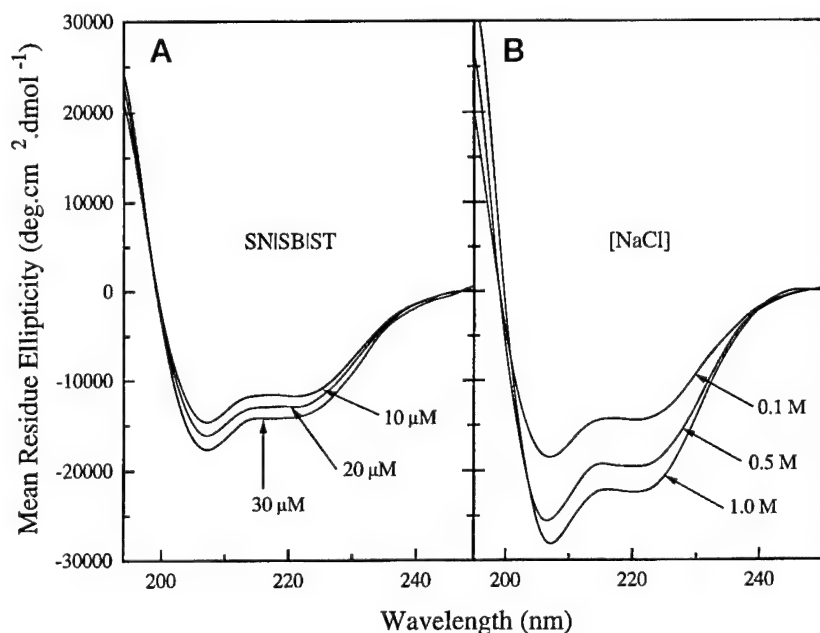 A
B
30000
20000
10000
0
-10000
-20000
-30000
Mean Residue Ellipticity (deg.cm 2.dmol -1)
SN|SB|ST
[NaCl]
10 µM
20 µM
30 µM
0.1 M
0.5 M
1.0 M
200
220
240
200
220
240
Wavelength (nm)